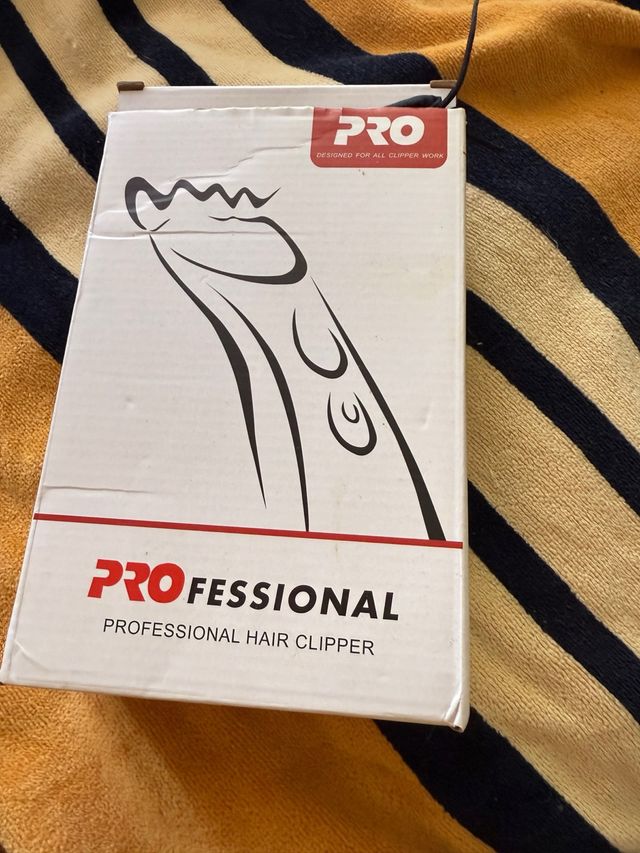 PRO
DESIGNED FOR ALL CLIPPER WORK
PROFESSIONAL
PROFESSIONAL HAIR CLIPPER